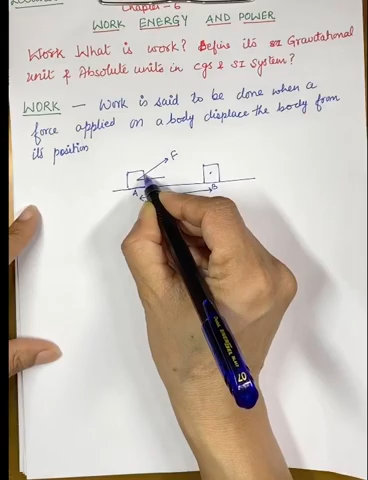 Chapter - 6
WORK ENERGY AND POWER
Work What is work? Define its SI Gravitational
unit & Absolute units in cgs & SI System?
WORK — Work is said to be done when a
force applied on a body displace the body from
its position
F
A
B
07